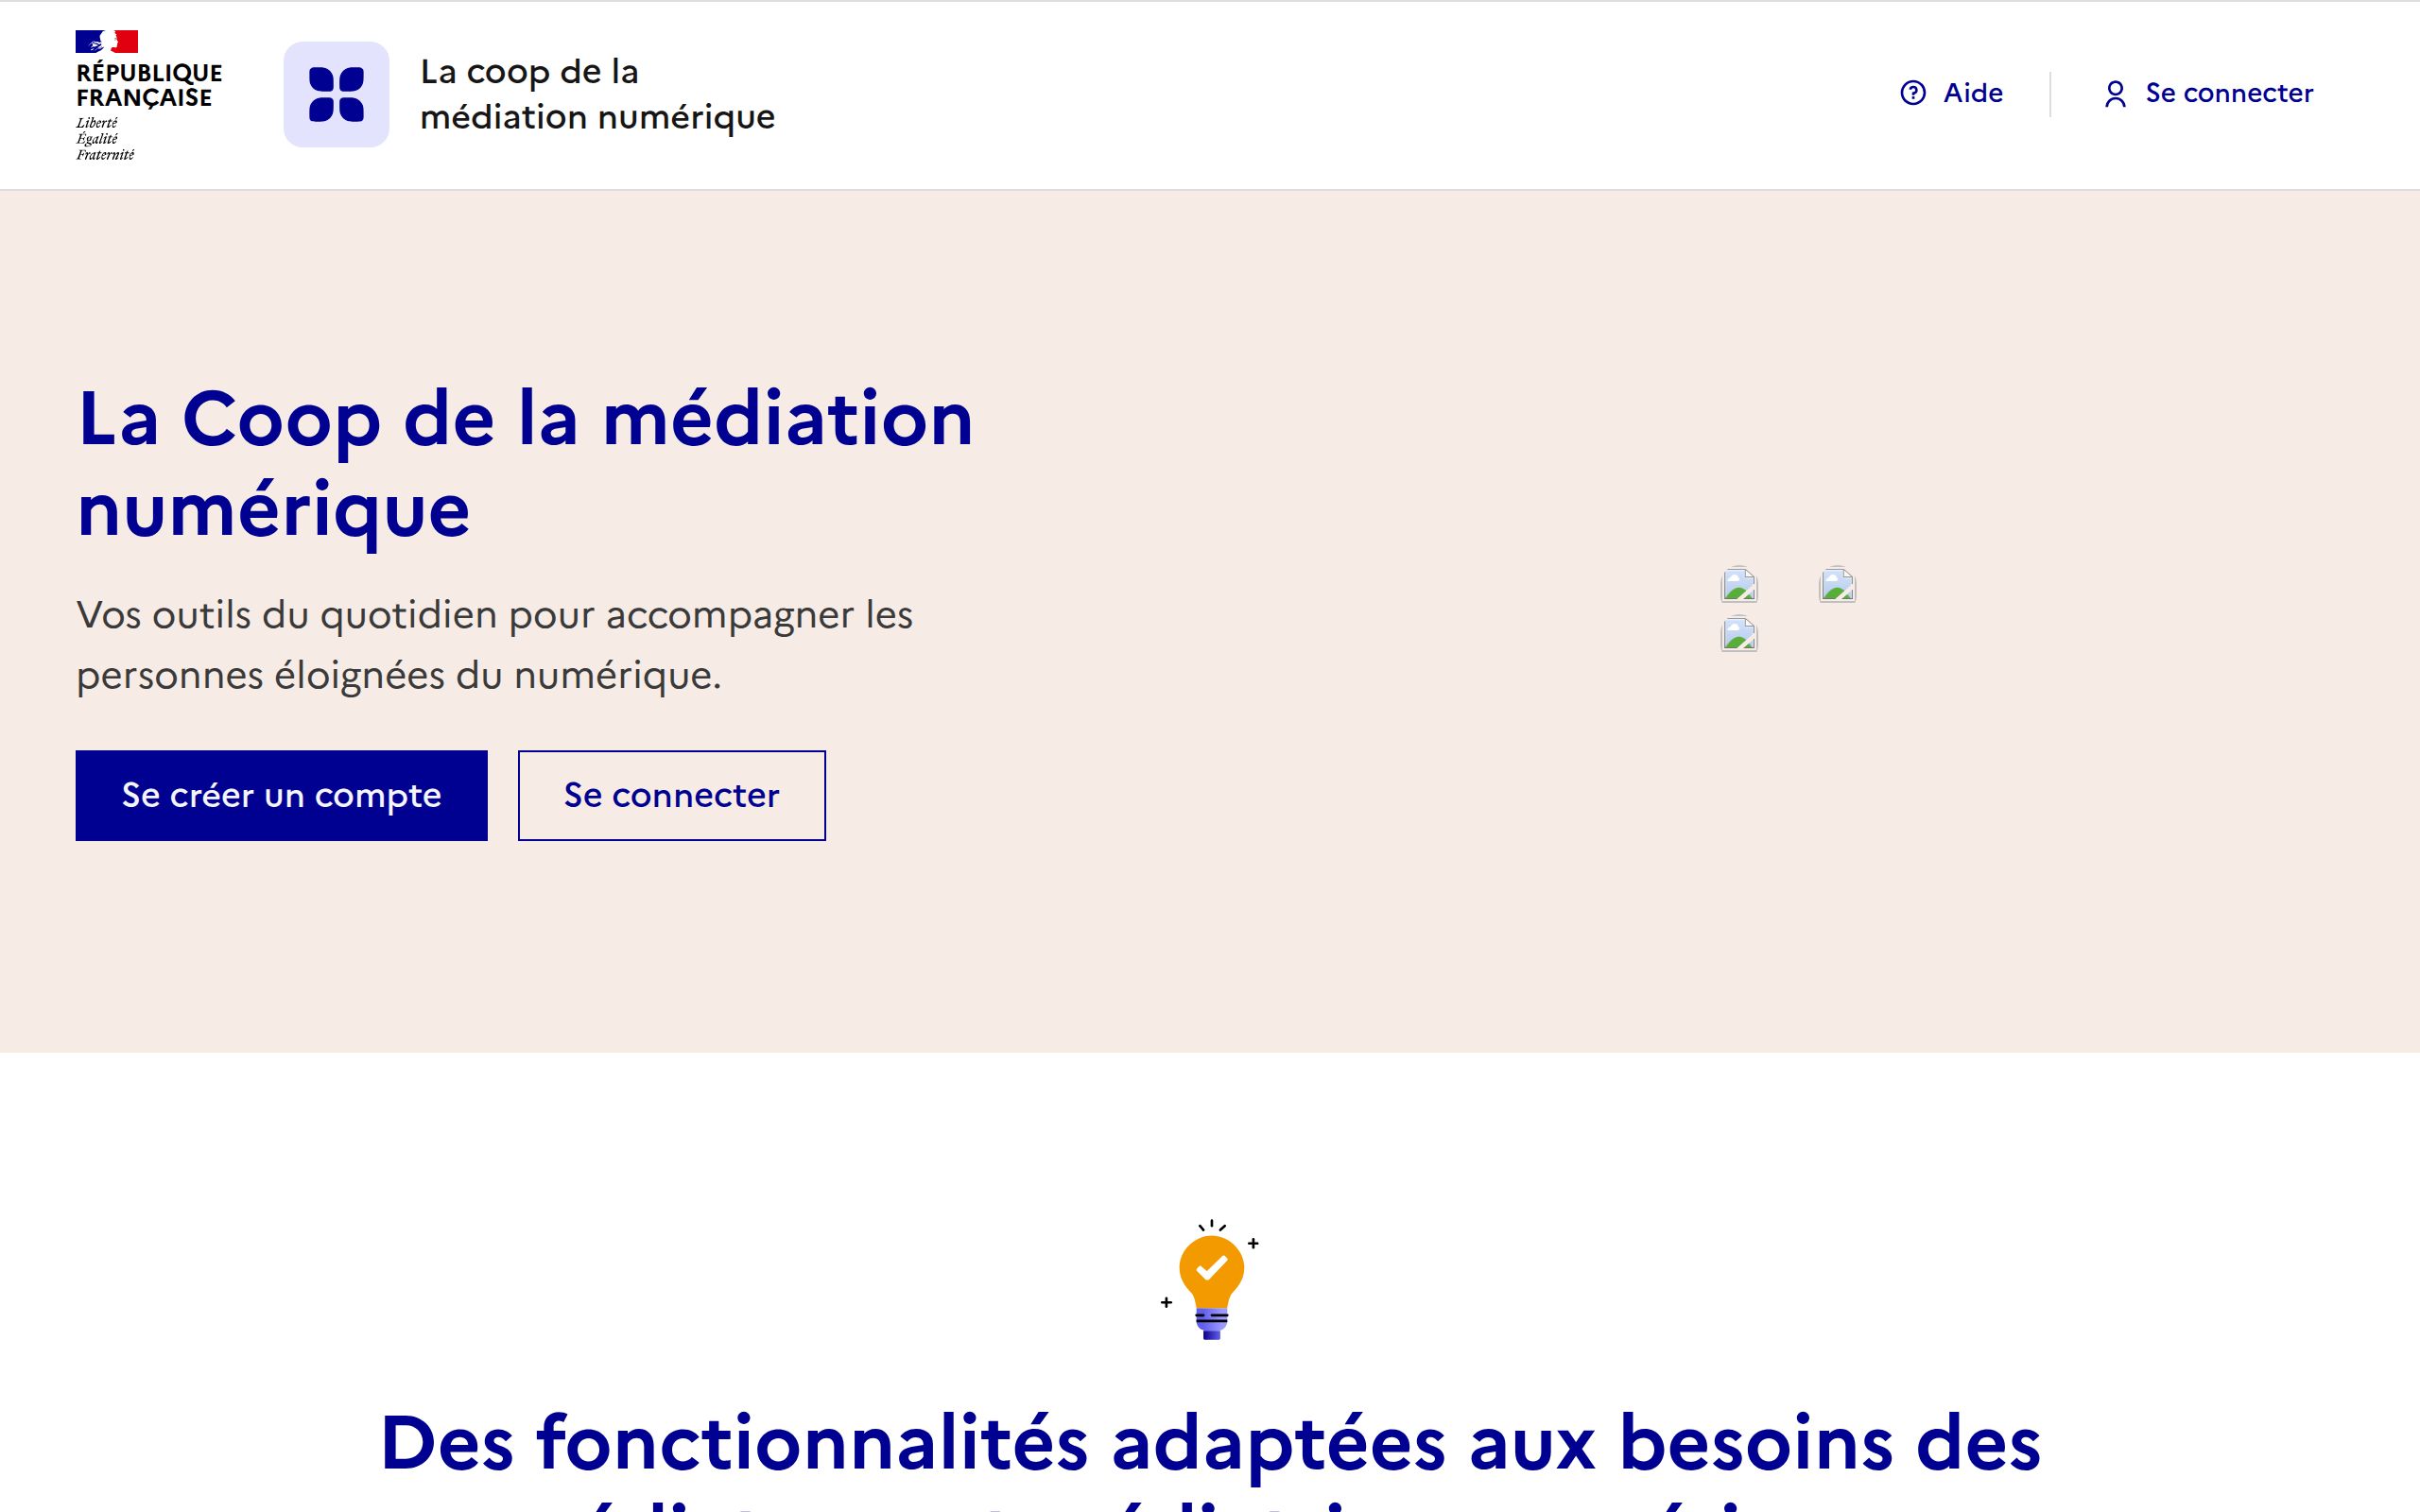 RÉPUBLIQUE
FRANÇAISE
Liberté
Égalité
Fraternité
La coop de la
médiation numérique
Aide
Se connecter
La Coop de la médiation
numérique
Vos outils du quotidien pour accompagner les
personnes éloignées du numérique.
Se créer un compte
Se connecter
Des fonctionnalités adaptées aux besoins des